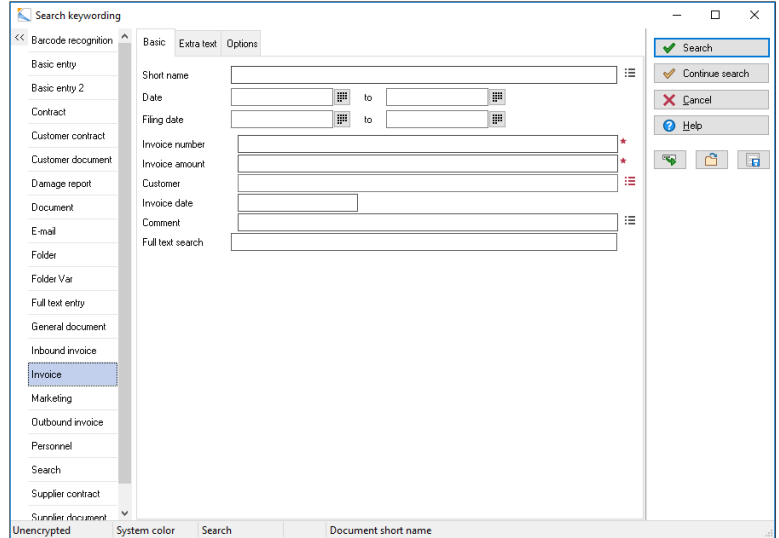 Search keywording
Barcode recognition
Basic entry
Basic entry 2
Contract
Customer contract
Customer document
Damage report
Document
E-mail
Folder
Folder Var
Full text entry
General document
Inbound invoice
Invoice
Marketing
Outbound invoice
Personnel
Search
Supplier contract
Supplier document
Basic Extra text Options
Short name
Date to
Filing date to
Invoice number *
Invoice amount *
Customer
Invoice date
Comment
Full text search
Search
Continue search
Cancel
Help
Unencrypted System color Search Document short name